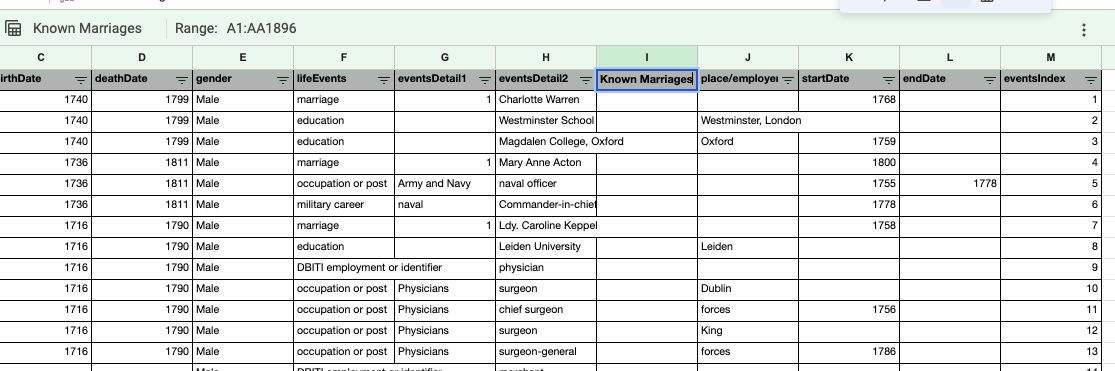 Known Marriages Range: A1:AA1896
C D E F G H I J K L M
irthDate deathDate gender lifeEvents eventsDetail1 eventsDetail2 Known Marriages place/employer startDate endDate eventsIndex
1740 1799 Male marriage 1 Charlotte Warren 1768 1
1740 1799 Male education Westminster School Westminster, London 2
1740 1799 Male education Magdalen College, Oxford Oxford 1759 3
1736 1811 Male marriage 1 Mary Anne Acton 1800 4
1736 1811 Male occupation or post Army and Navy naval officer 1755 1778 5
1736 1811 Male military career naval Commander-in-chief 1778 6
1716 1790 Male marriage 1 Ldy. Caroline Keppel 1758 7
1716 1790 Male education Leiden University Leiden 8
1716 1790 Male DBITI employment or identifier physician 9
1716 1790 Male occupation or post Physicians surgeon Dublin 10
1716 1790 Male occupation or post Physicians chief surgeon forces 1756 11
1716 1790 Male occupation or post Physicians surgeon King 12
1716 1790 Male occupation or post Physicians surgeon-general forces 1786 13